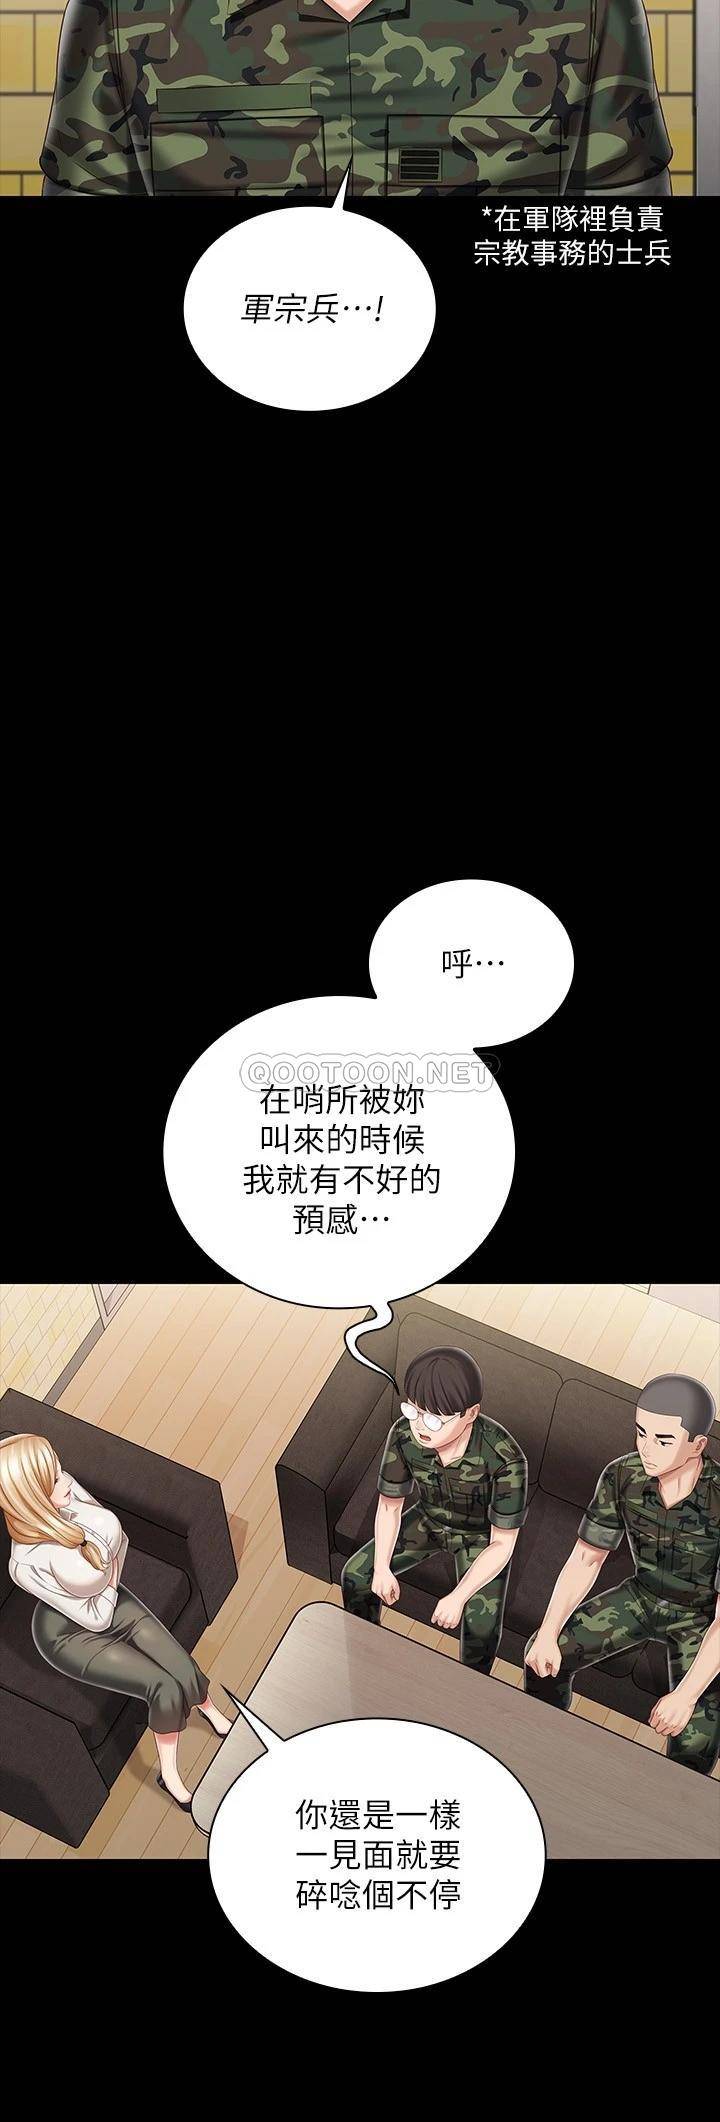 *在軍隊裡負責
宗教事務的士兵
軍宗兵⋯!
呼⋯
QOOTOON.NET
在哨所被妳
叫來的時候
我就有不好的
預感⋯
你還是一樣
一見面就要
碎唸個不停